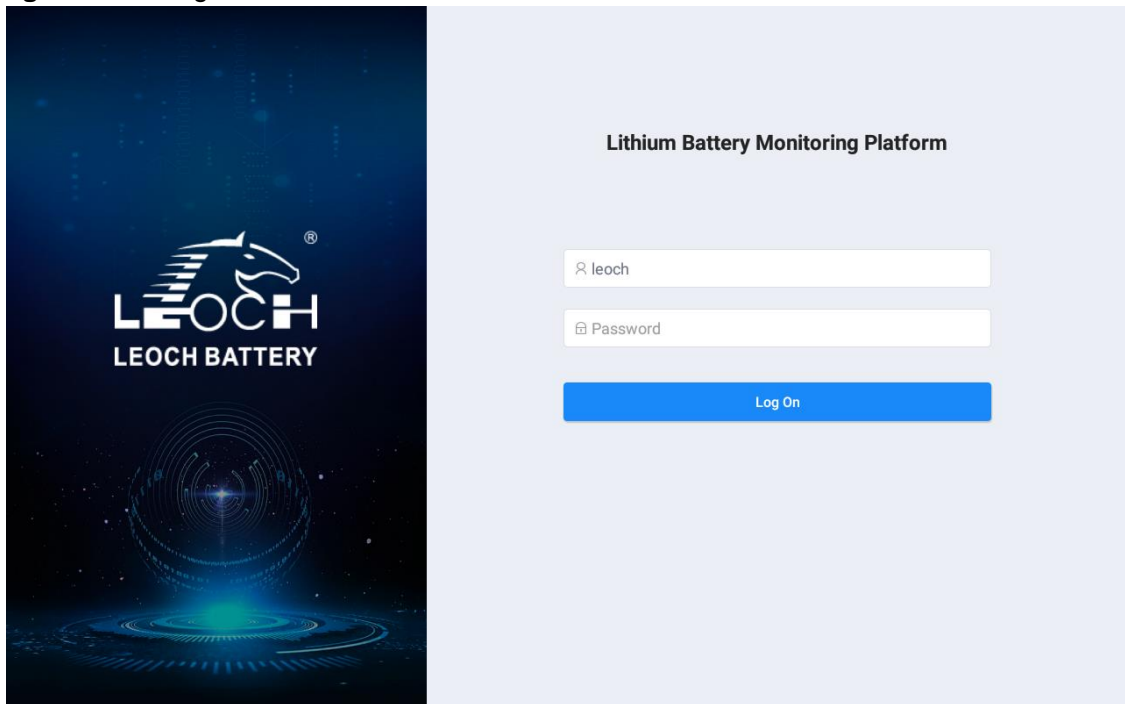 ®
LEOCH
LEOCH BATTERY
Lithium Battery Monitoring Platform
leoch
Password
Log On